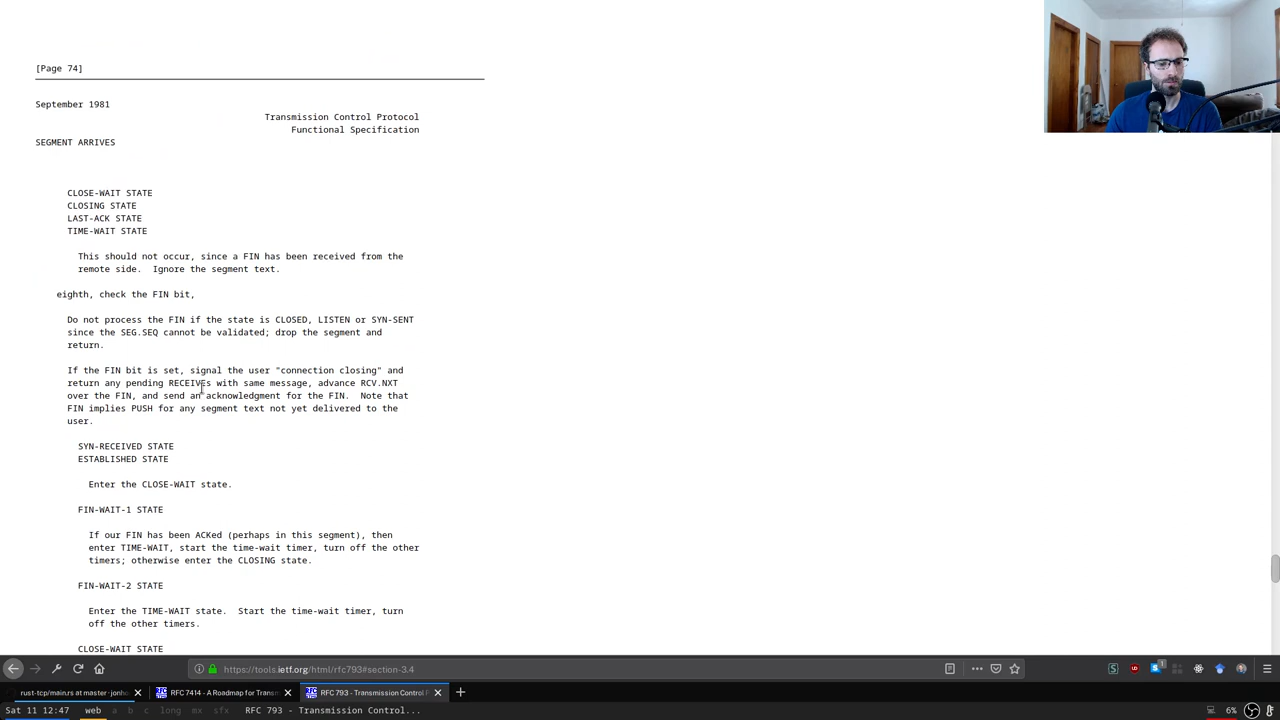 [Page 74]
September 1981
Transmission Control Protocol
Functional Specification
SEGMENT ARRIVES
CLOSE-WAIT STATE
CLOSING STATE
LAST-ACK STATE
TIME-WAIT STATE
This should not occur, since a FIN has been received from the
remote side.  Ignore the segment text.
eighth, check the FIN bit,
Do not process the FIN if the state is CLOSED, LISTEN or SYN-SENT
since the SEG.SEQ cannot be validated; drop the segment and
return.
If the FIN bit is set, signal the user "connection closing" and
return any pending RECEIVEs with same message, advance RCV.NXT
over the FIN, and send an acknowledgment for the FIN.  Note that
FIN implies PUSH for any segment text not yet delivered to the
user.
SYN-RECEIVED STATE
ESTABLISHED STATE
Enter the CLOSE-WAIT state.
FIN-WAIT-1 STATE
If our FIN has been ACKed (perhaps in this segment), then
enter TIME-WAIT, start the time-wait timer, turn off the other
timers; otherwise enter the CLOSING state.
FIN-WAIT-2 STATE
Enter the TIME-WAIT state.  Start the time-wait timer, turn
off the other timers.
CLOSE-WAIT STATE
https://tools.ietf.org/html/rfc793#section-3.4
rust-tcp/main.rs at master · jonho
RFC 7414 - A Roadmap for Transm
RFC 793 - Transmission Control P
Sat 11 12:47 web a b c long mx sfx RFC 793 - Transmission Control... 6%